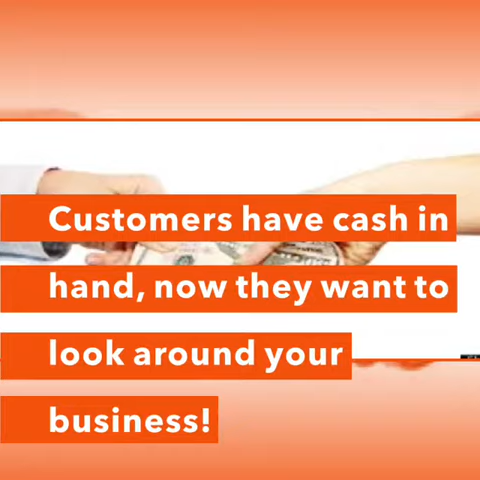 Customers have cash in
hand, now they want to
look around your
business!